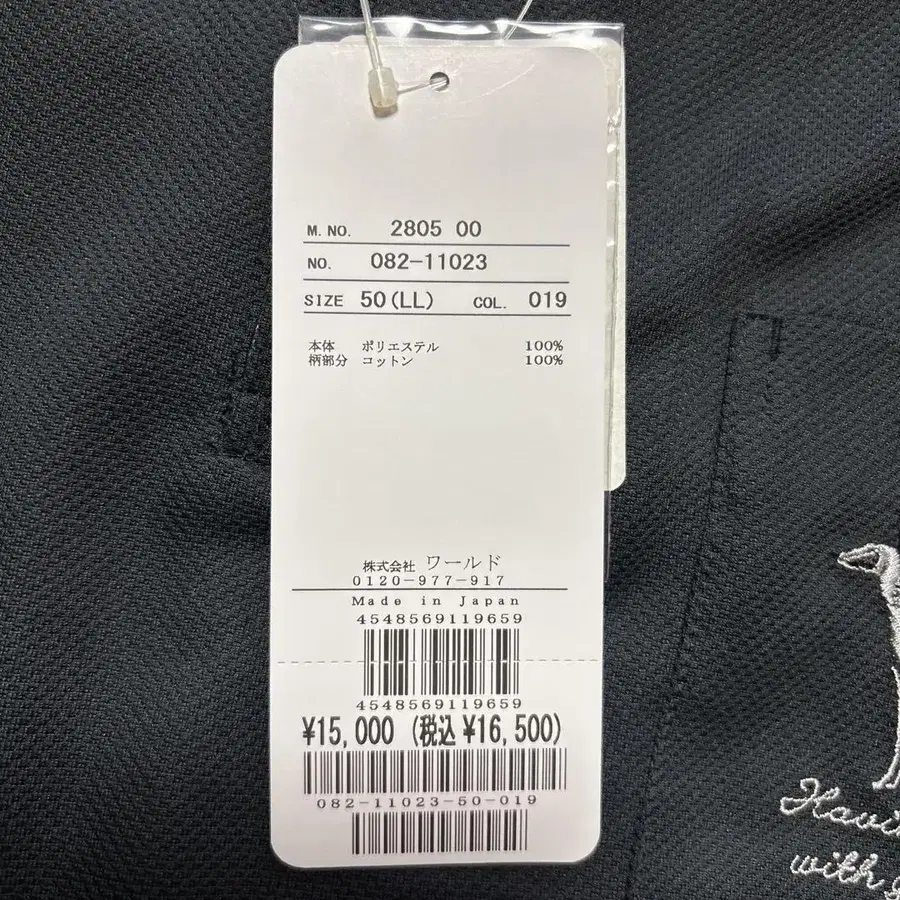 M. NO. 2805 00
NO. 082-11023
SIZE 50(LL) COL. 019
本体 ポリエステル 100%
柄部分 コットン 100%
株式会社 ワールド
0120-977-917
Made in Japan
4548569119659
4548569119659
¥15,000 (税込¥16,500)
082-11023-50-019
with